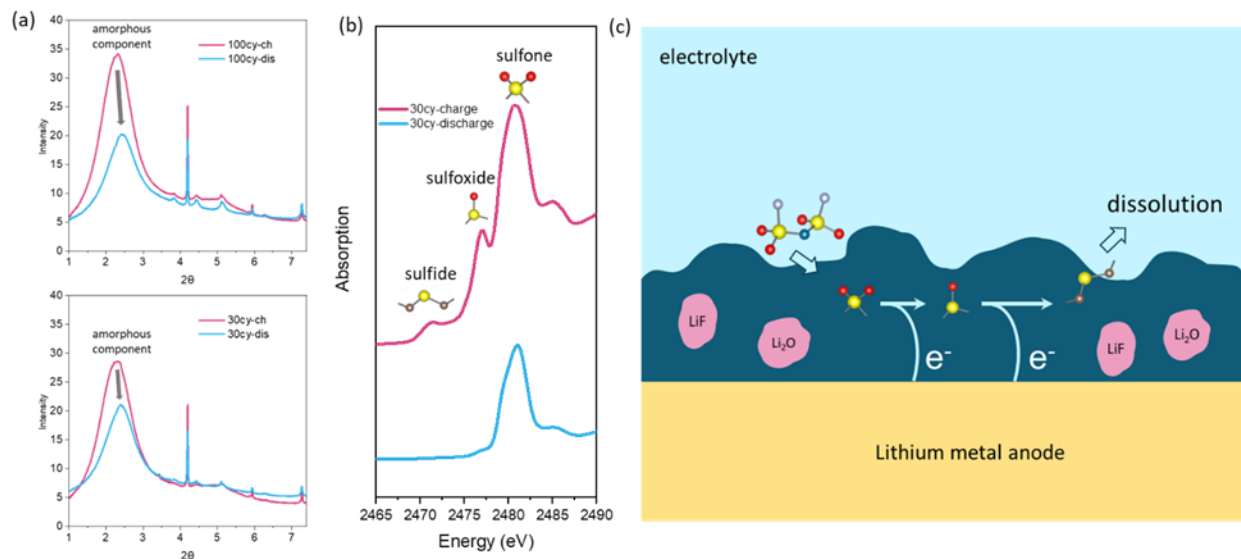 (a)
amorphous
component
100cy-ch
100cy-dis
40
35
30
25
20
15
10
5
0
Intensity
1 2 3 4 5 6 7
2θ
amorphous
component
30cy-ch
30cy-dis
40
35
30
25
20
15
10
5
0
Intensity
1 2 3 4 5 6 7
2θ
(b)
sulfone
30cy-charge
30cy-discharge
sulfoxide
sulfide
Absorption
2465 2470 2475 2480 2485 2490
Energy (eV)
(c)
electrolyte
dissolution
LiF
Li2O
e-
e-
LiF
Li2O
Lithium metal anode